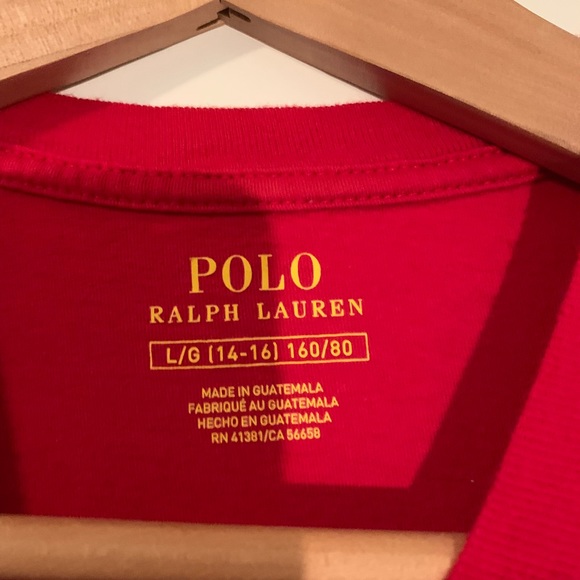 POLO
RALPH LAUREN
L/G (14-16) 160/80
MADE IN GUATEMALA
FABRIQUÉ AU GUATEMALA
HECHO EN GUATEMALA
RN 41381/CA 56658